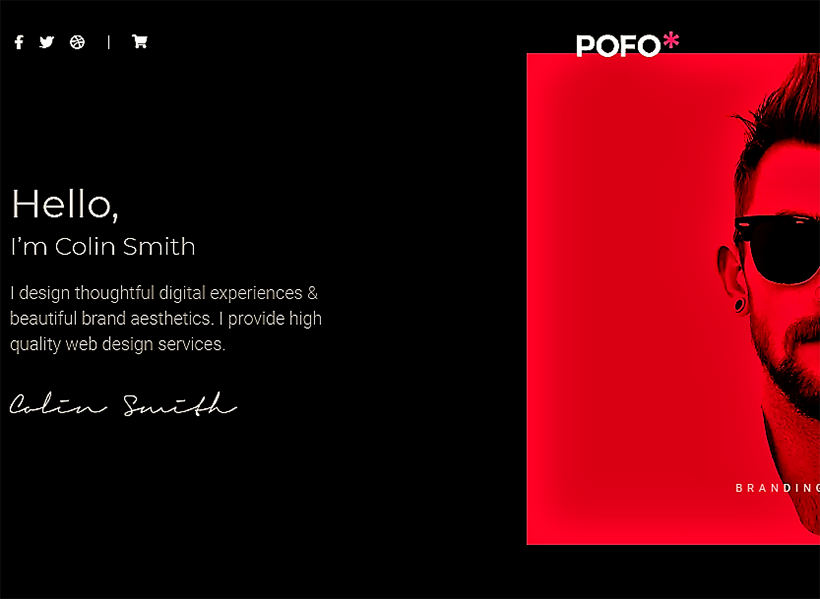 POFO*
Hello,
I'm Colin Smith
I design thoughtful digital experiences &
beautiful brand aesthetics. I provide high
quality web design services.
Colin Smith
BRANDING